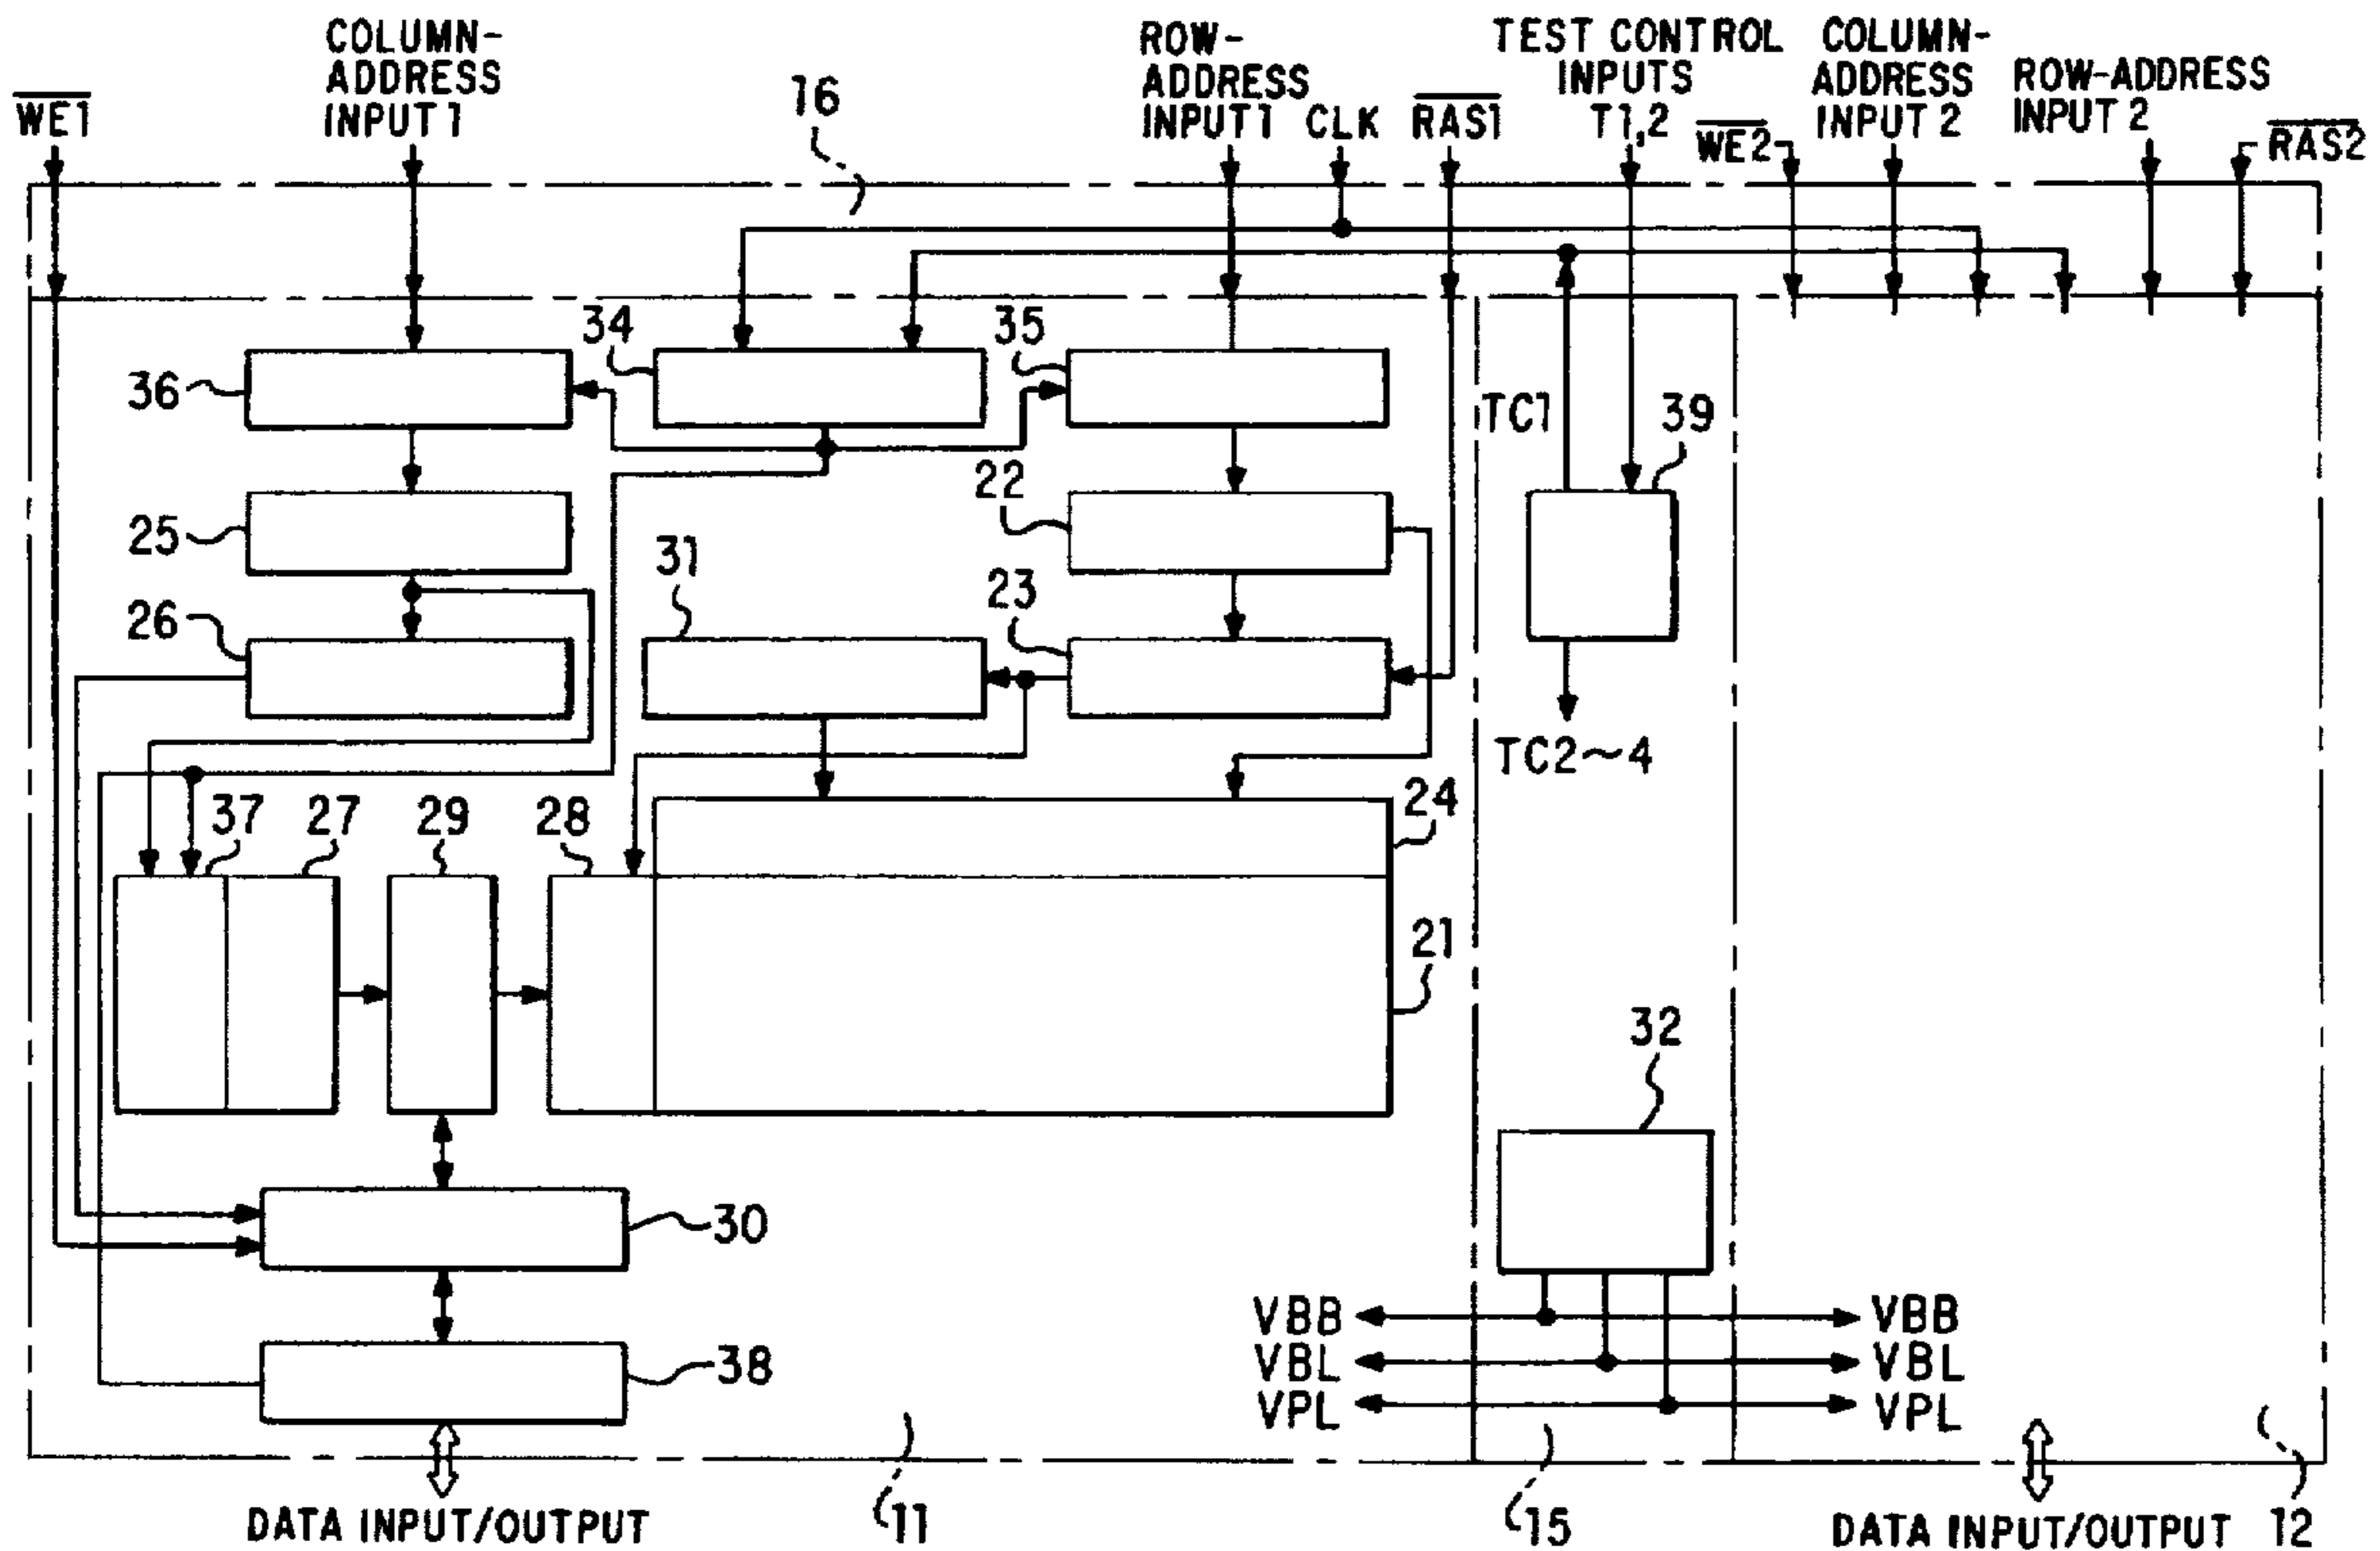 COLUMN-
ADDRESS
INPUT 1
WE1
16
ROW-
ADDRESS
INPUT1
CLK
RAS1
TEST CONTROL
INPUTS
T1,2
WE2
COLUMN-
ADDRESS
INPUT 2
ROW-ADDRESS
INPUT 2
RAS2
34
35
36
TC1
39
22
25
31
23
26
TC2~4
37
27
29
28
24
21
32
30
VBB
VBB
VBL
VBL
38
VPL
VPL
DATA INPUT/OUTPUT
11
15
DATA INPUT/OUTPUT
12